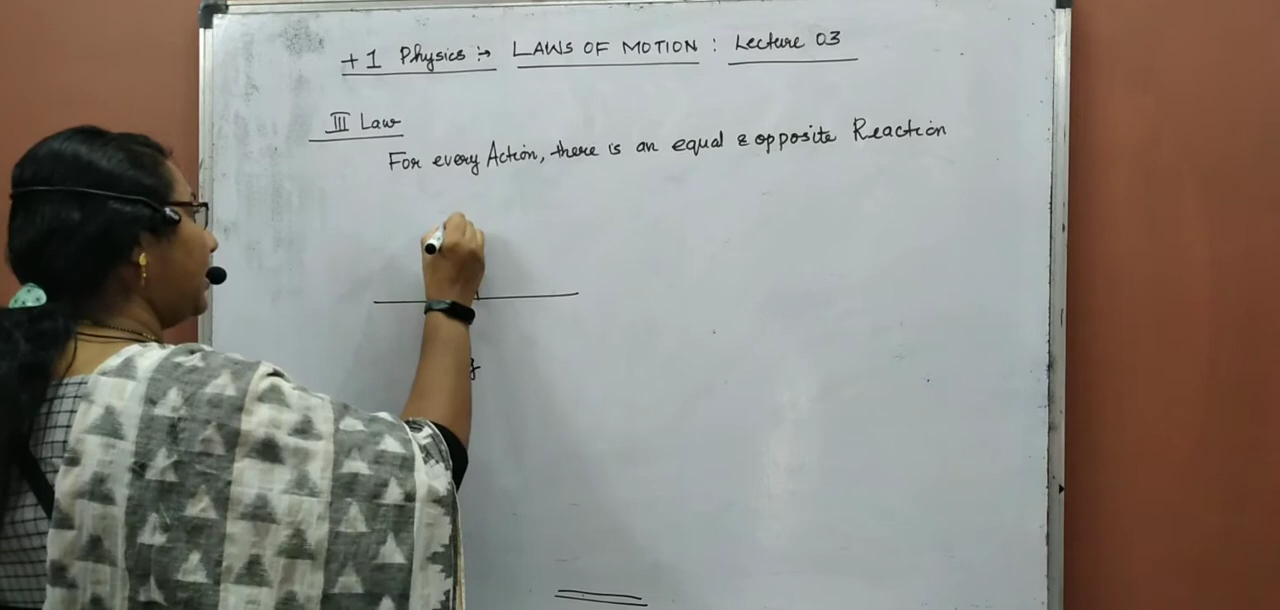 +1 Physics :→ LAWS OF MOTION : Lecture 03
III Law
For every Action, there is an equal & opposite Reaction